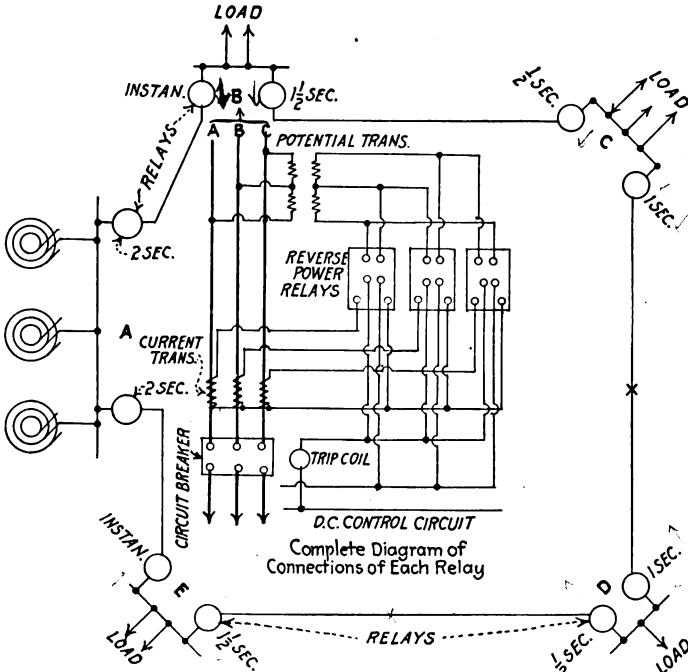 LOAD
INSTAN.
B
1½ SEC.
½ SEC.
LOAD
C
1 SEC.
RELAYS
A B C
POTENTIAL TRANS.
2 SEC.
REVERSE
POWER
RELAYS
A
CURRENT
TRANS.
2 SEC.
CIRCUIT BREAKER
TRIP COIL
D.C. CONTROL CIRCUIT
Complete Diagram of
Connections of Each Relay
INSTAN.
E
LOAD
1½ SEC.
RELAYS
½ SEC.
D
1 SEC.
LOAD